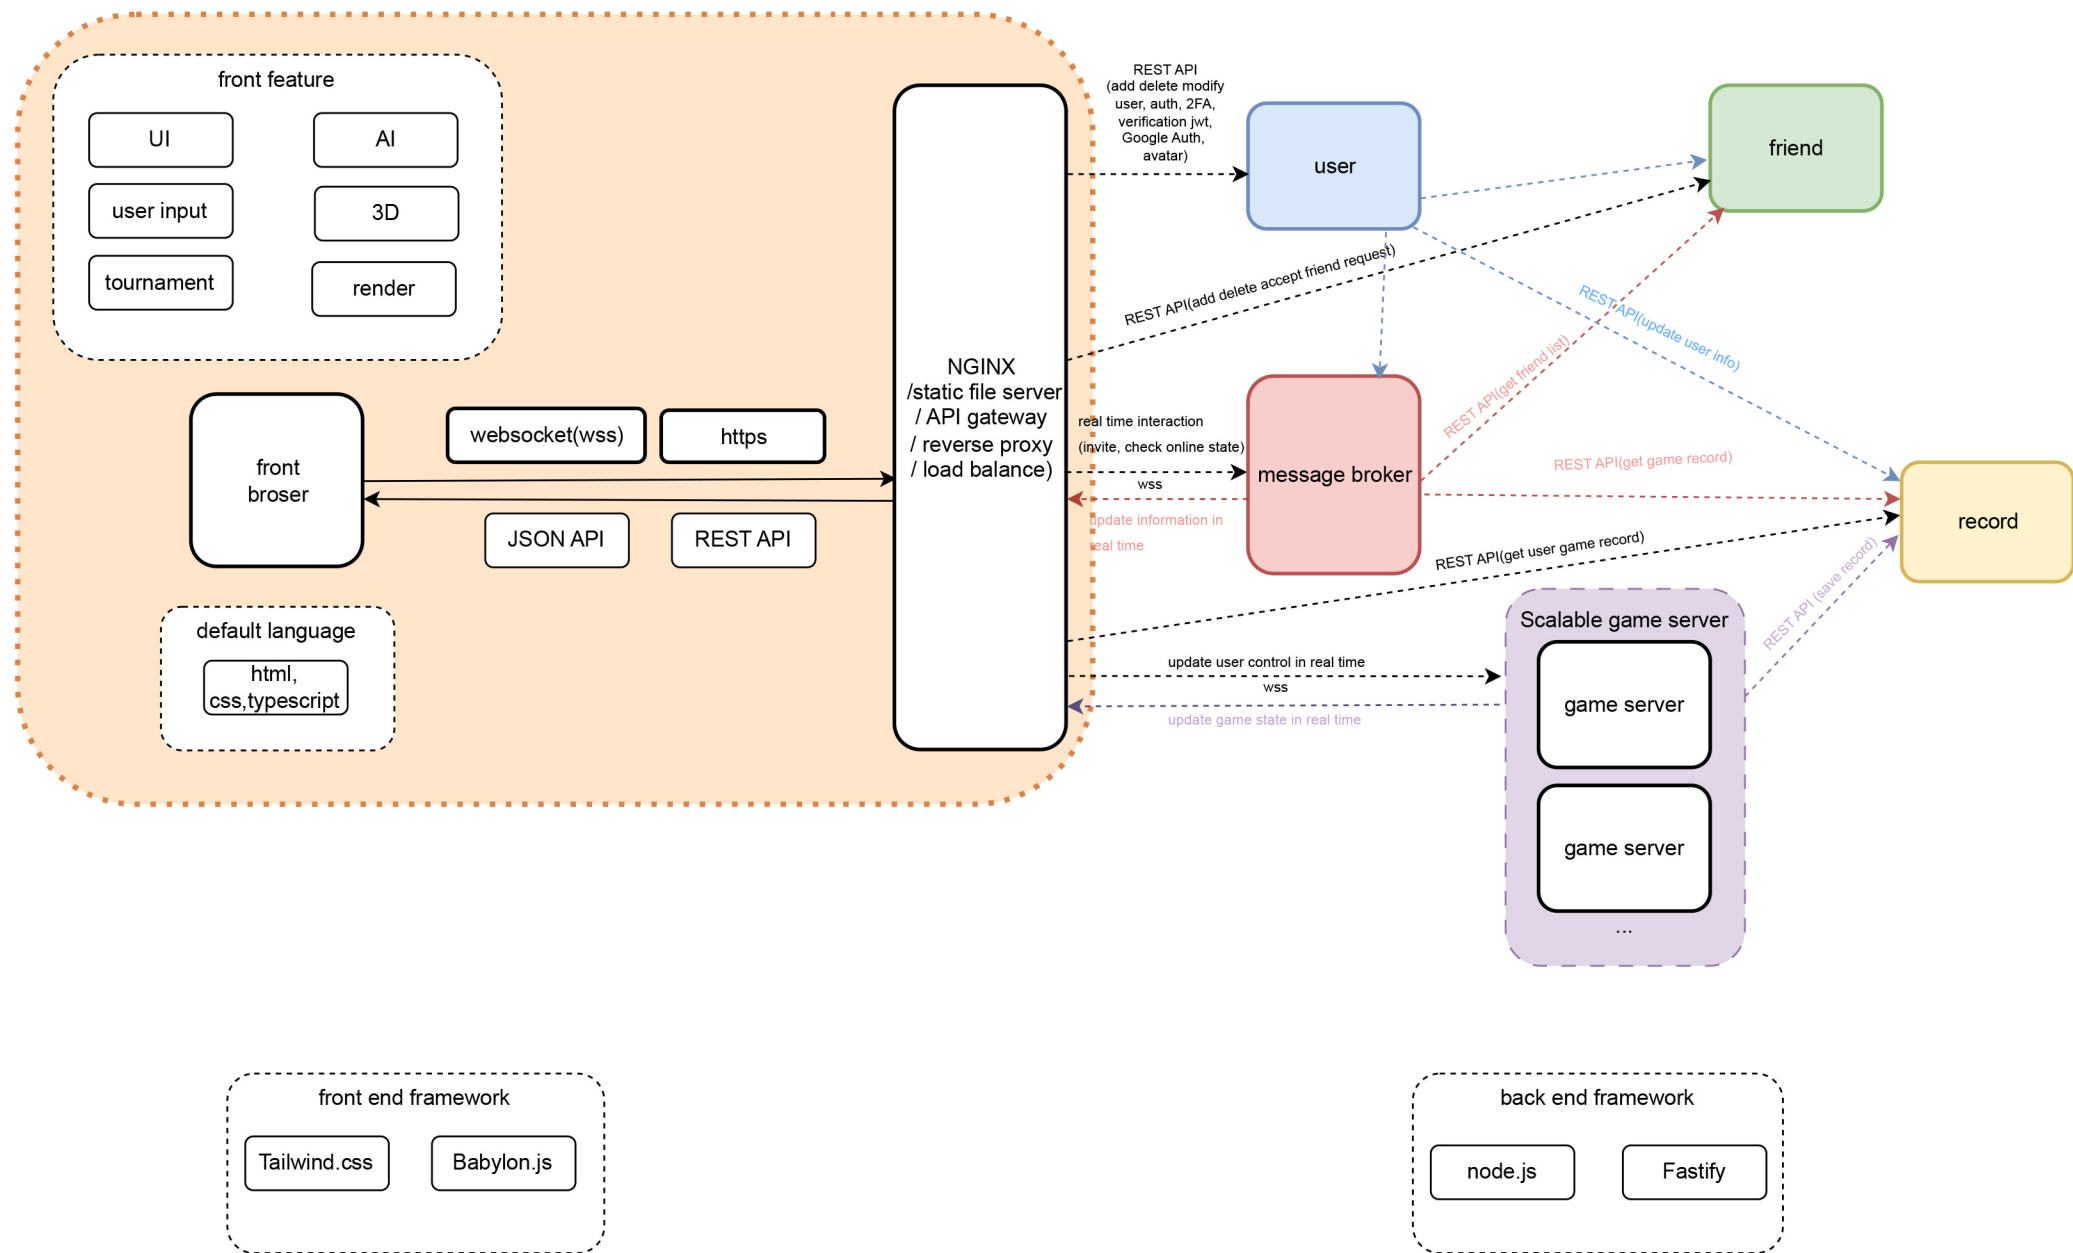 front feature
UI
AI
user input
3D
tournament
render
front
broser
websocket(wss)
https
JSON API
REST API
default language
html,
css,typescript
NGINX
/static file server
/ API gateway
/ reverse proxy
/ load balance)
REST API
(add delete modify
user, auth, 2FA,
verification jwt,
Google Auth,
avatar)
user
friend
REST API(add delete accept friend request)
REST API(update user info)
REST API(get friend list)
real time interaction
(invite, check online state)
wss
update information in
real time
message broker
REST API(get game record)
record
REST API(get user game record)
REST API (save record)
update user control in real time
wss
update game state in real time
Scalable game server
game server
game server
...
front end framework
Tailwind.css
Babylon.js
back end framework
node.js
Fastify